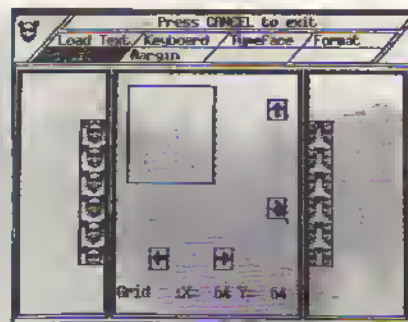 Press CANCEL to exit
Load Text Keyboard Typeface Format
Margin
Grid :X= 64 Y= 64